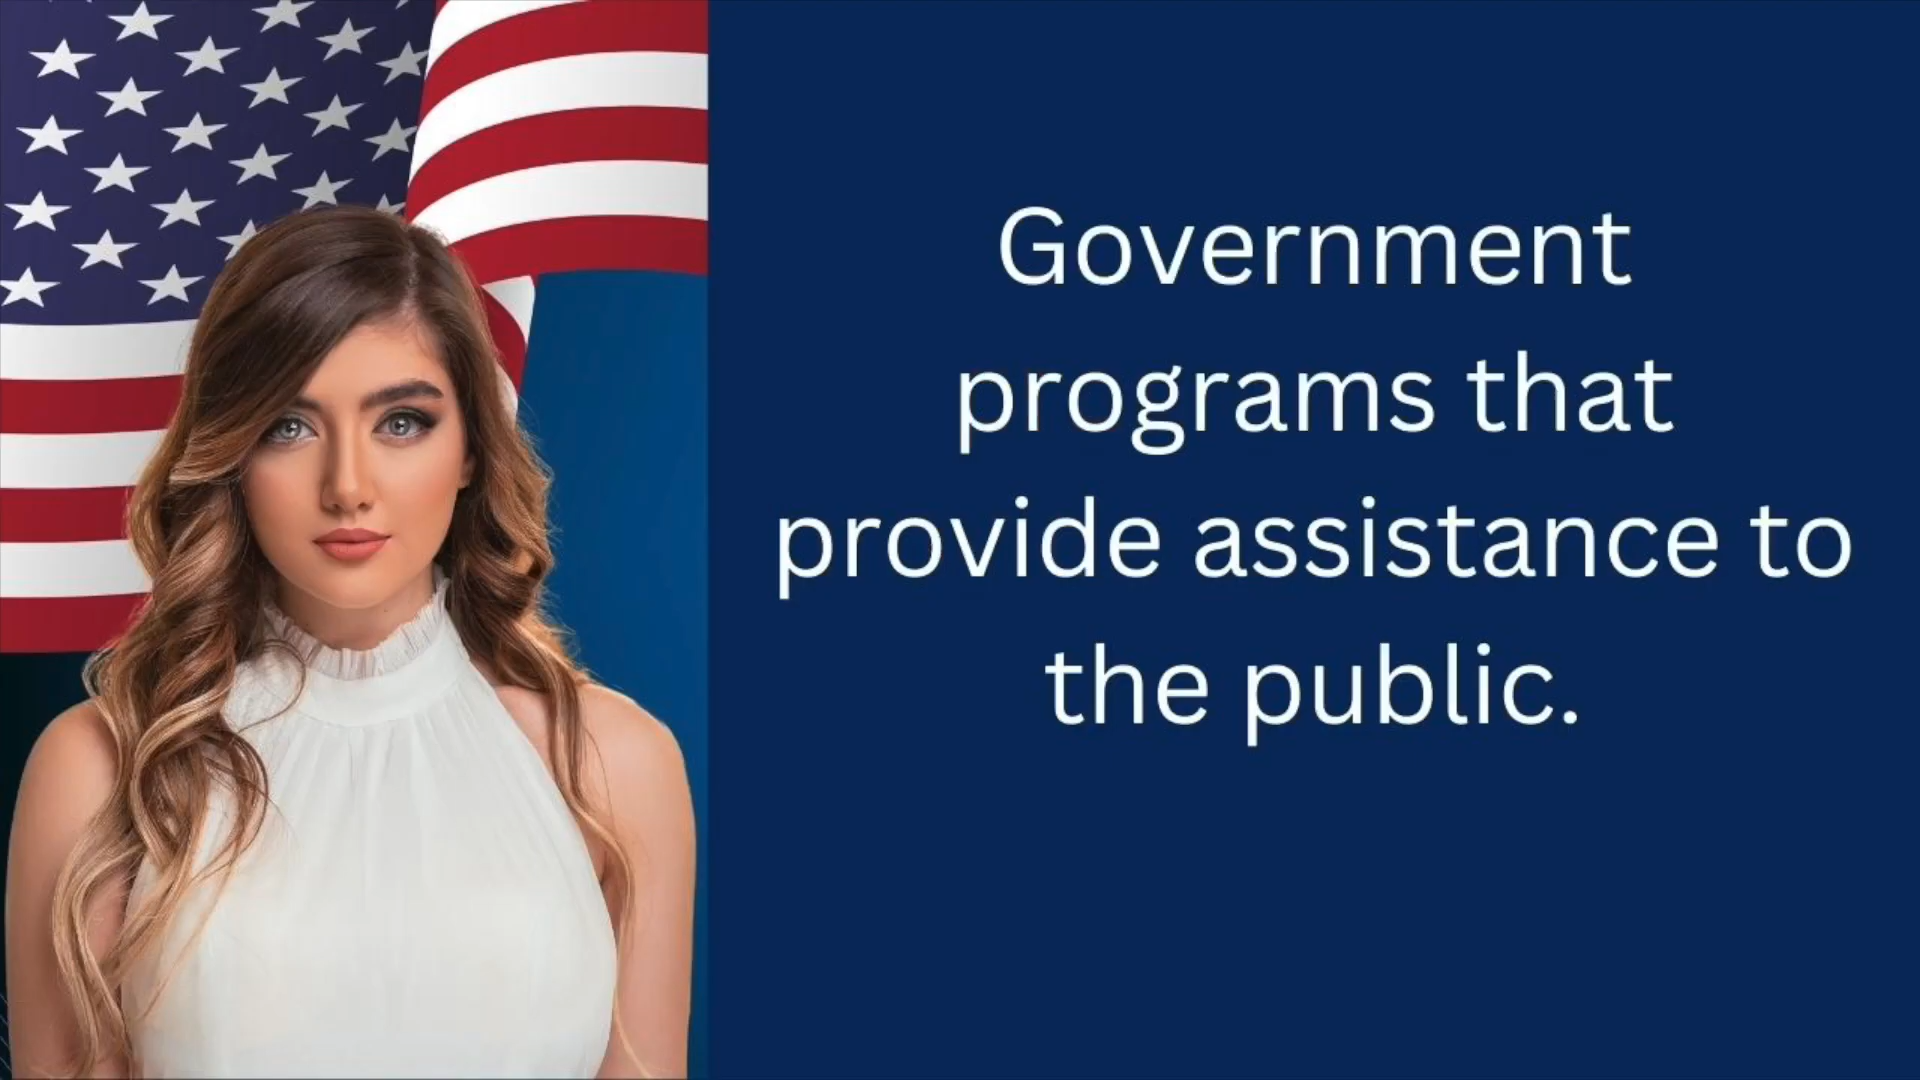 Government
programs that
provide assistance to
the public.